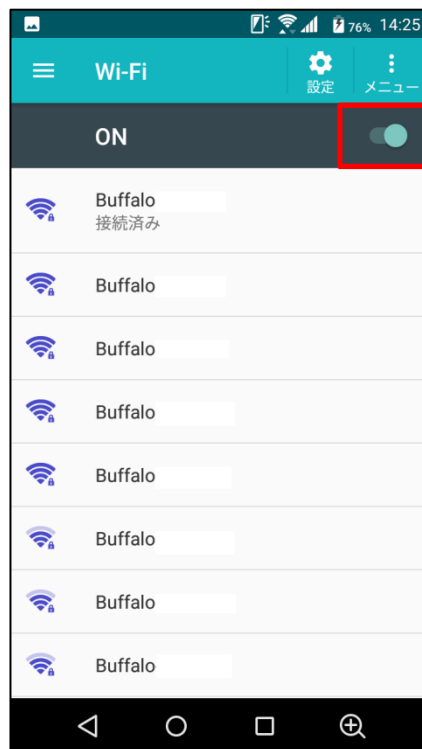 76% 14:25
Wi-Fi
設定
メニュー
ON
Buffalo
接続済み
Buffalo
Buffalo
Buffalo
Buffalo
Buffalo
Buffalo
Buffalo